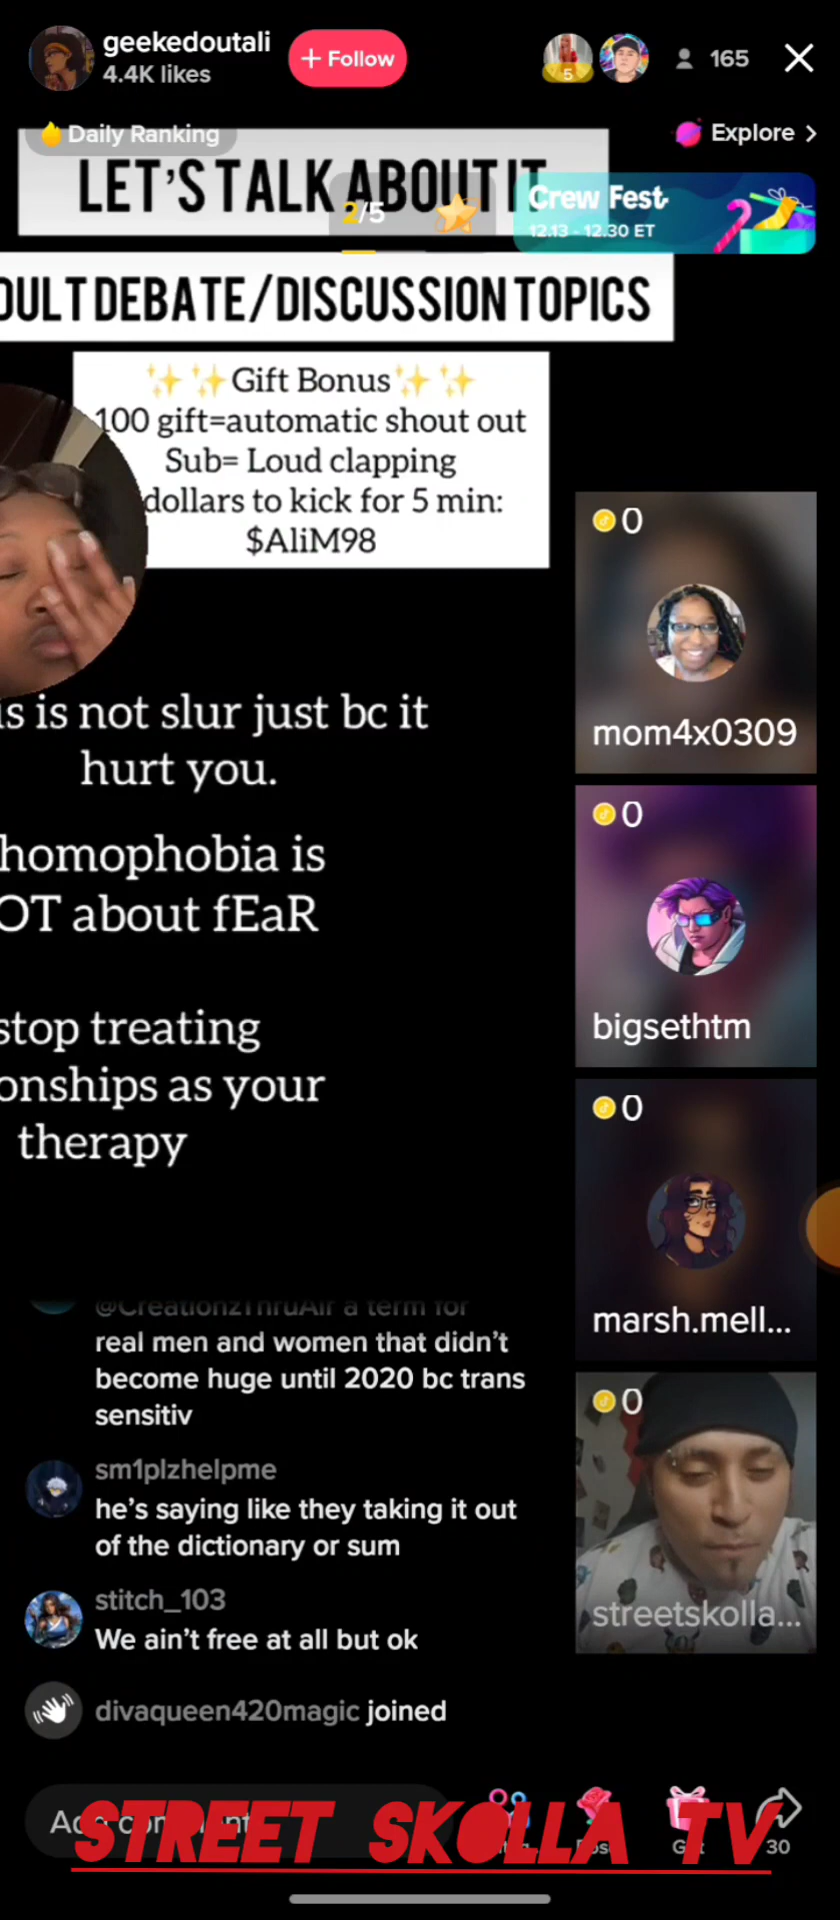 geekedoutali
4.4K likes
+ Follow
5
165
Daily Ranking
Explore >
LET'S TALK ABOUT IT
2/5
Crew Fest
12.13 - 12.30 ET
DULT DEBATE/DISCUSSION TOPICS
✨ ✨ Gift Bonus ✨ ✨
100 gift=automatic shout out
Sub= Loud clapping
dollars to kick for 5 min:
$AliM98
is is not slur just bc it
hurt you.
homophobia is
OT about fEaR
stop treating
onships as your
therapy
0
mom4x0309
0
bigsethtm
0
marsh.mell...
0
streetskolla...
@CreationzThruAir a term for
real men and women that didn't
become huge until 2020 bc trans
sensitiv
sm1plzhelpme
he's saying like they taking it out
of the dictionary or sum
stitch_103
We ain't free at all but ok
divaqueen420magic joined
STREET SKOLLA TV
30